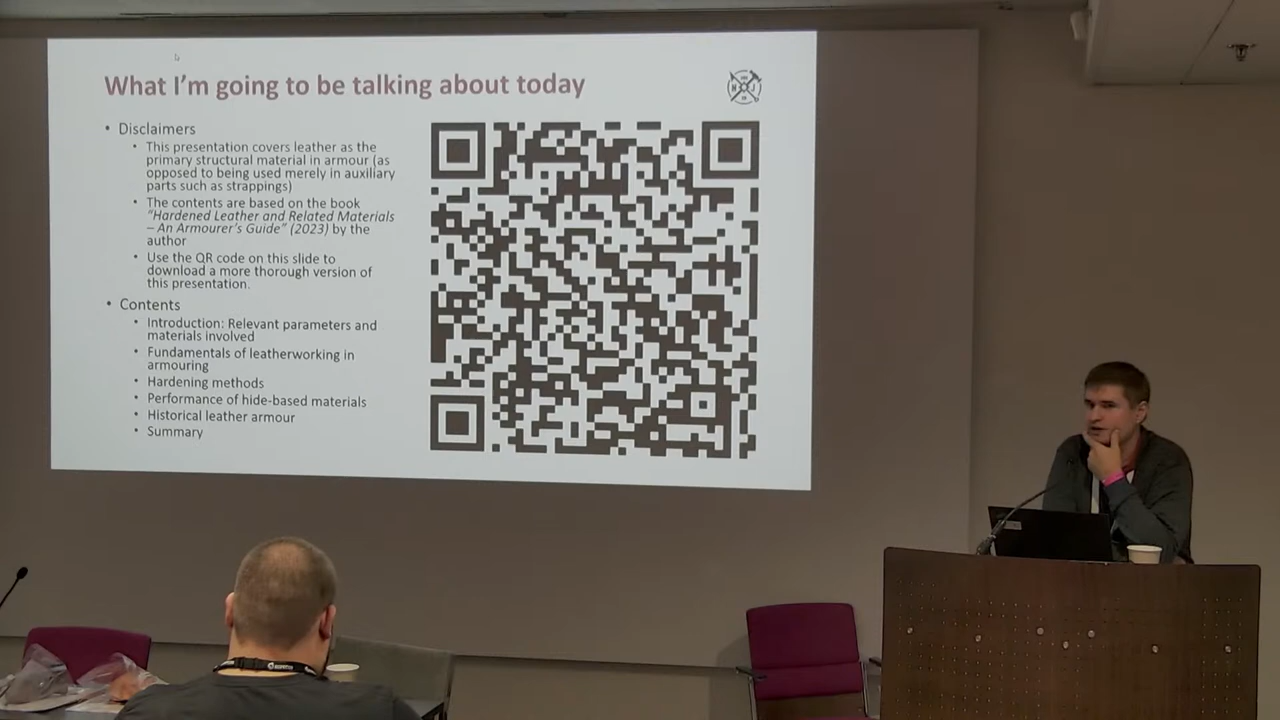 What I'm going to be talking about today
N J
• Disclaimers
• This presentation covers leather as the
primary structural material in armour (as
opposed to being used merely in auxiliary
parts such as strappings)
• The contents are based on the book
"Hardened Leather and Related Materials
– An Armourer's Guide" (2023) by the
author
• Use the QR code on this slide to
download a more thorough version of
this presentation.
• Contents
• Introduction: Relevant parameters and
materials involved
• Fundamentals of leatherworking in
armouring
• Hardening methods
• Performance of hide-based materials
• Historical leather armour
• Summary